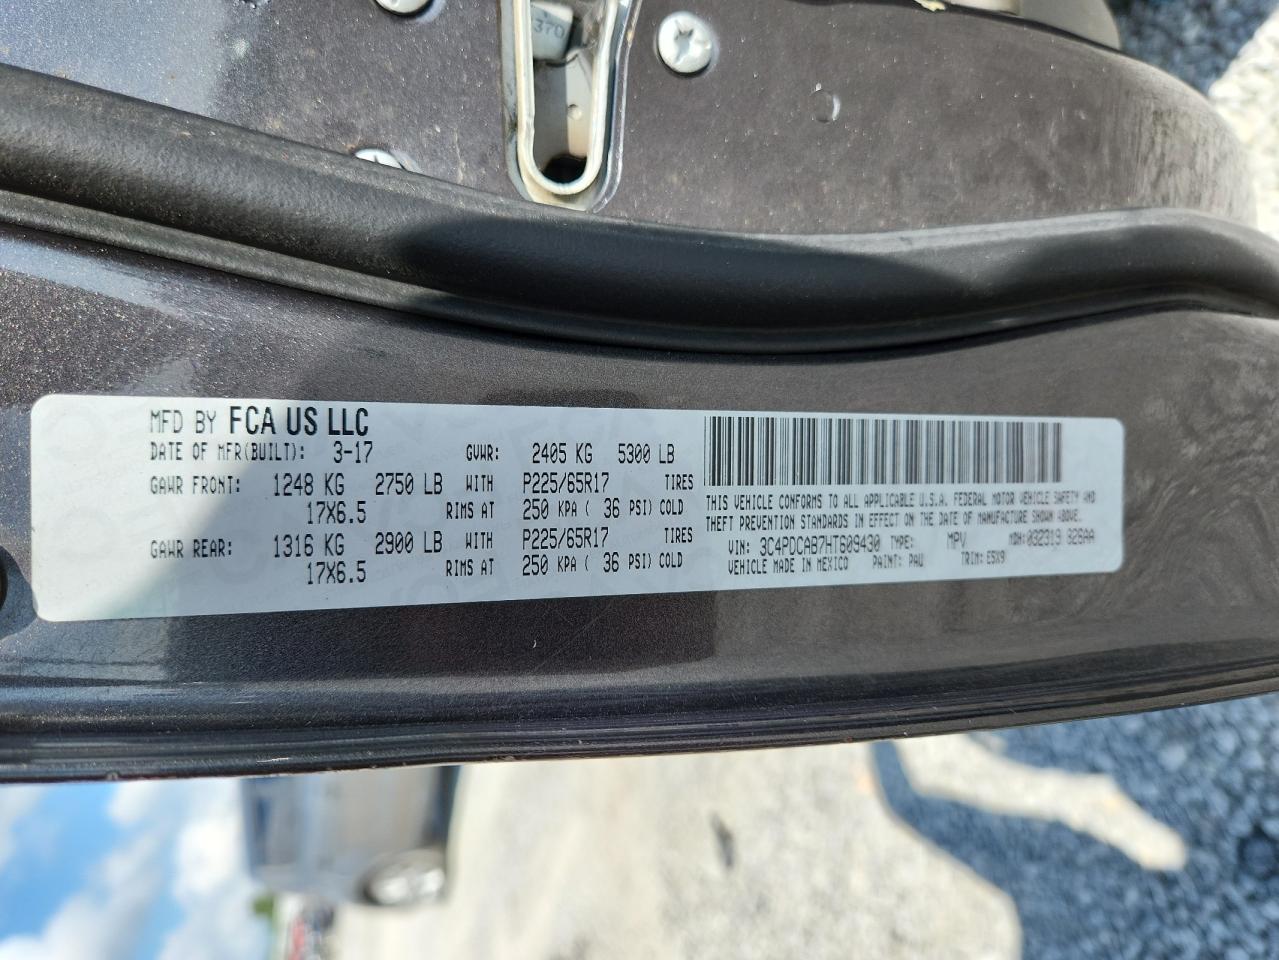 370
MFD BY FCA US LLC
DATE OF MFR(BUILT): 3-17 GVWR: 2405 KG 5300 LB
GAWR FRONT: 1248 KG 2750 LB WITH P225/65R17 TIRES
17X6.5 RIMS AT 250 KPA ( 36 PSI) COLD
GAWR REAR: 1316 KG 2900 LB WITH P225/65R17 TIRES
17X6.5 RIMS AT 250 KPA ( 36 PSI) COLD
THIS VEHICLE CONFORMS TO ALL APPLICABLE U.S.A. FEDERAL MOTOR VEHICLE SAFETY AND
THEFT PREVENTION STANDARDS IN EFFECT ON THE DATE OF MANUFACTURE SHOWN ABOVE.
VIN: 3C4PDCAB7HT609430 TYPE: MPV MDH: 032319
VEHICLE MADE IN MEXICO PAINT: PAU TRIM: E5X9